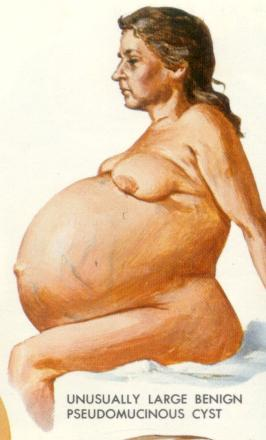 UNUSUALLY LARGE BENIGN
PSEUDOMUCINOUS CYST